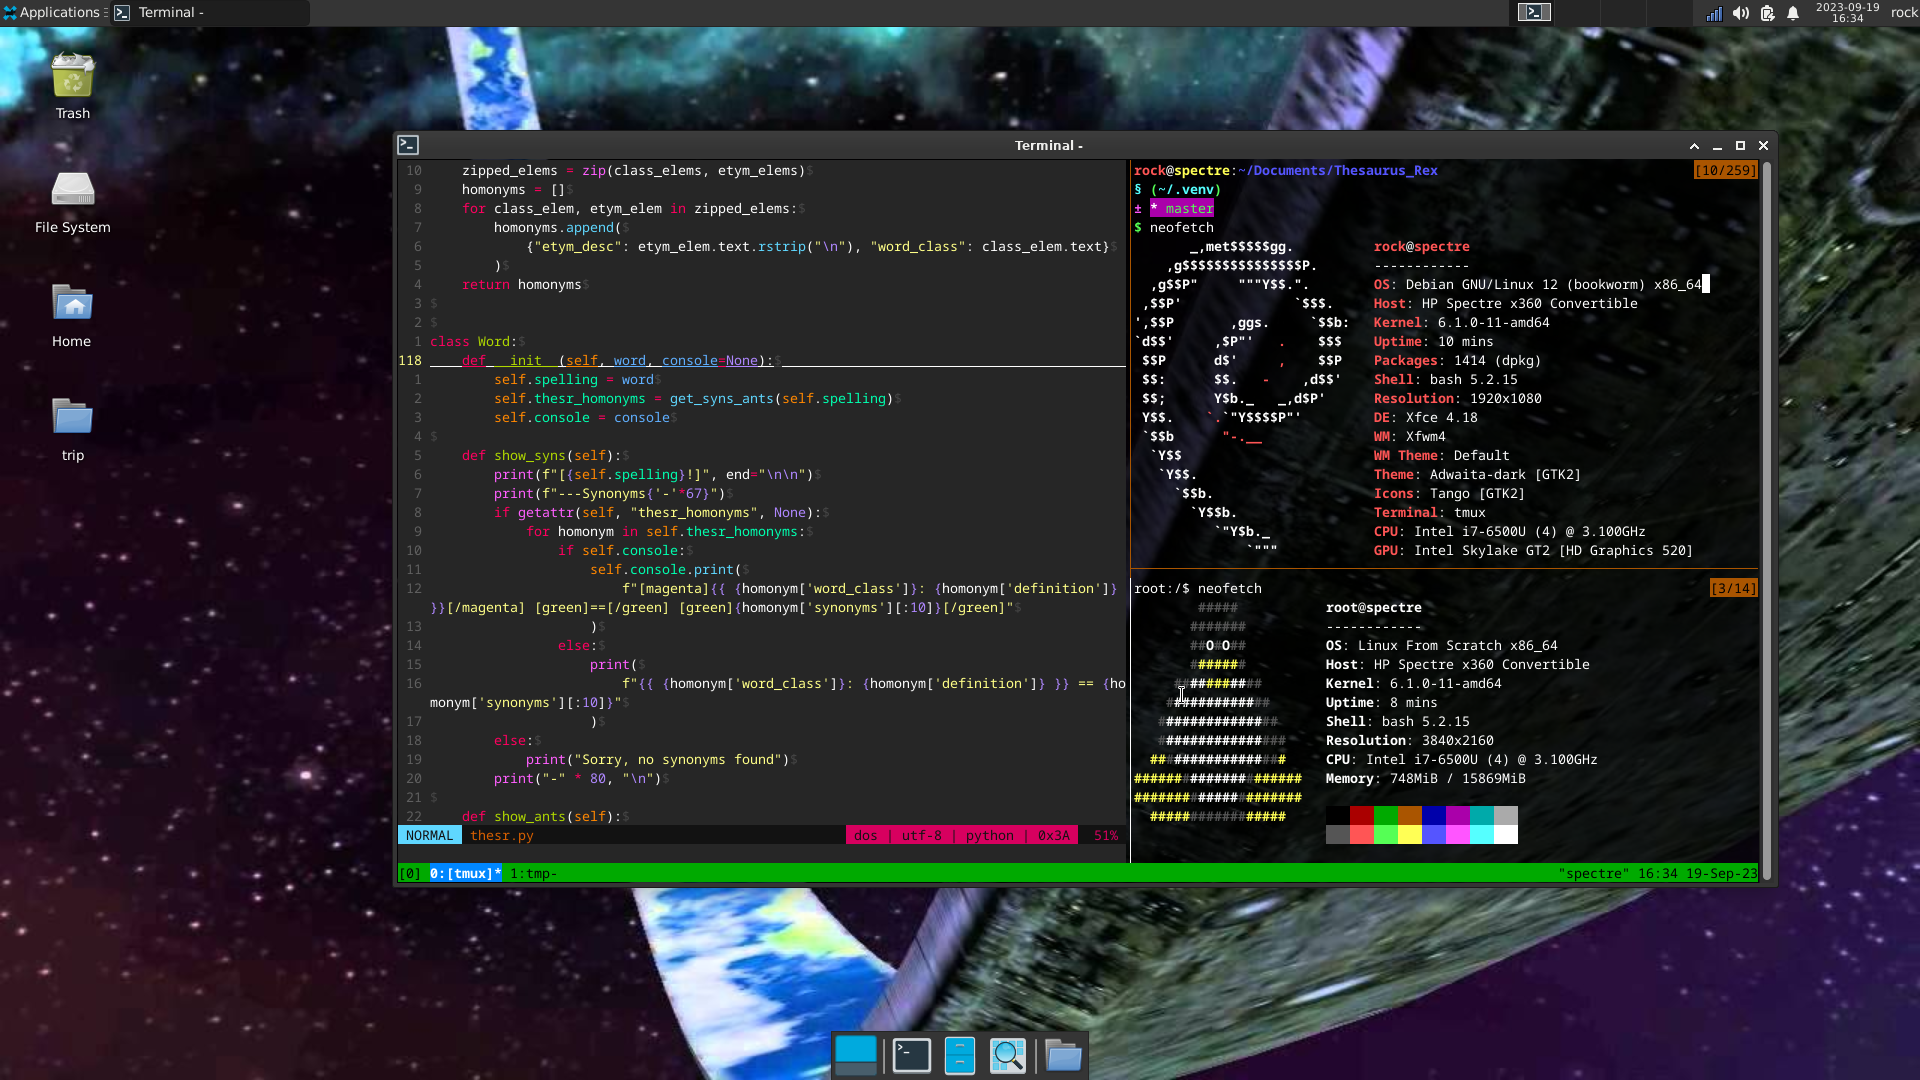 Applications
Terminal -
2023-09-19
16:34
rock
Trash
File System
Home
trip
Terminal -
10     zipped_elems = zip(class_elems, etym_elems)$
9     homonyms = []$
8     for class_elem, etym_elem in zipped_elems:$
7         homonyms.append($
6             {"etym_desc": etym_elem.text.rstrip("\n"), "word_class": class_elem.text}$
5         )$
4     return homonyms$
3 $
2 $
1 class Word:$
118     def __init__(self, word, console=None):$
1         self.spelling = word$
2         self.thesr_homonyms = get_syns_ants(self.spelling)$
3         self.console = console$
4 $
5     def show_syns(self):$
6         print(f"[{self.spelling}!]", end="\n\n")$
7         print(f"---Synonyms{'-'*67}")$
8         if getattr(self, "thesr_homonyms", None):$
9             for homonym in self.thesr_homonyms:$
10                 if self.console:$
11                     self.console.print($
12                         f"[magenta]{{ {homonym['word_class']}: {homonym['definition']}
}}[/magenta] [green]==[/green] [green]{homonym['synonyms'][:10]}[/green]"$
13                     )$
14                 else:$
15                     print($
16                         f"{{ {homonym['word_class']}: {homonym['definition']} }} == {ho
monym['synonyms'][:10]}"$
17                     )$
18         else:$
19             print("Sorry, no synonyms found")$
20         print("-" * 80, "\n")$
21 $
22     def show_ants(self):$
NORMAL thesr.py dos | utf-8 | python | 0x3A 51%
rock@spectre:~/Documents/Thesaurus_Rex [10/259]
§ (~/.venv)
± * master
$ neofetch
       _,met$$$$$gg.          rock@spectre
    ,g$$$$$$$$$$$$$$$P.       ------------
  ,g$$P"     """Y$$.".        OS: Debian GNU/Linux 12 (bookworm) x86_64
 ,$$P'              `$$$.     Host: HP Spectre x360 Convertible
',$$P       ,ggs.     `$$b:   Kernel: 6.1.0-11-amd64
`d$$'     ,$P"'   .    $$$    Uptime: 10 mins
 $$P      d$'     ,    $$P    Packages: 1414 (dpkg)
 $$:      $$.   -    ,d$$'    Shell: bash 5.2.15
 $$;      Y$b._   _,d$P'      Resolution: 1920x1080
 Y$$.    `.`"Y$$$$P"'         DE: Xfce 4.18
 `$$b      "-.__              WM: Xfwm4
  `Y$$                        WM Theme: Default
   `Y$$.                      Theme: Adwaita-dark [GTK2]
     `$$b.                    Icons: Tango [GTK2]
       `Y$$b.                 Terminal: tmux
          `"Y$b._             CPU: Intel i7-6500U (4) @ 3.100GHz
              `"""            GPU: Intel Skylake GT2 [HD Graphics 520]
root:/$ neofetch [3/14]
        #####           root@spectre
       #######          ------------
       ##O#O##          OS: Linux From Scratch x86_64
       #######          Host: HP Spectre x360 Convertible
     ###########        Kernel: 6.1.0-11-amd64
    #############       Uptime: 8 mins
   ###############      Shell: bash 5.2.15
   ################     Resolution: 3840x2160
  #################     CPU: Intel i7-6500U (4) @ 3.100GHz
##################### Memory: 748MiB / 15869MiB
#####################
  #################
[0] 0:[tmux]* 1:tmp- "spectre" 16:34 19-Sep-23